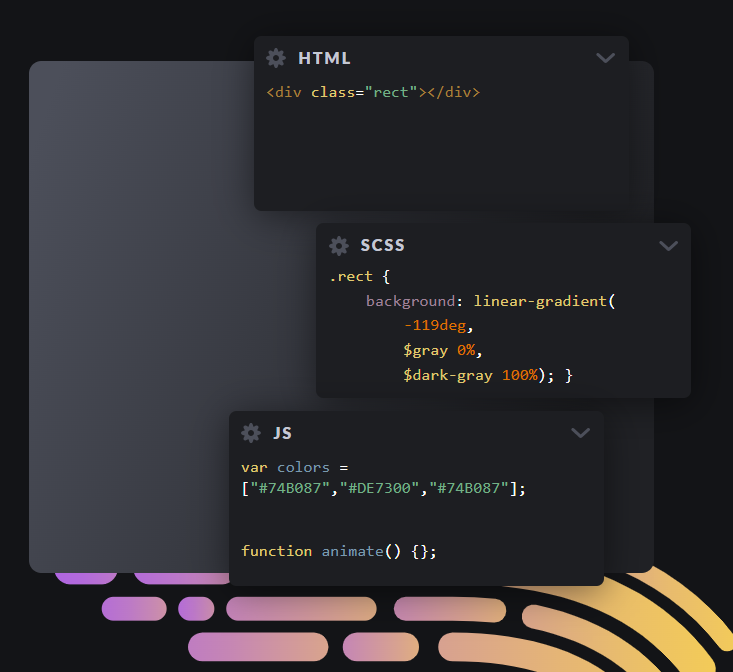 HTML
<div class="rect"></div>
SCSS
.rect {
background: linear-gradient(
-119deg,
$gray 0%,
$dark-gray 100%); }
JS
var colors =
["#74B087","#DE7300","#74B087"];
function animate() {};